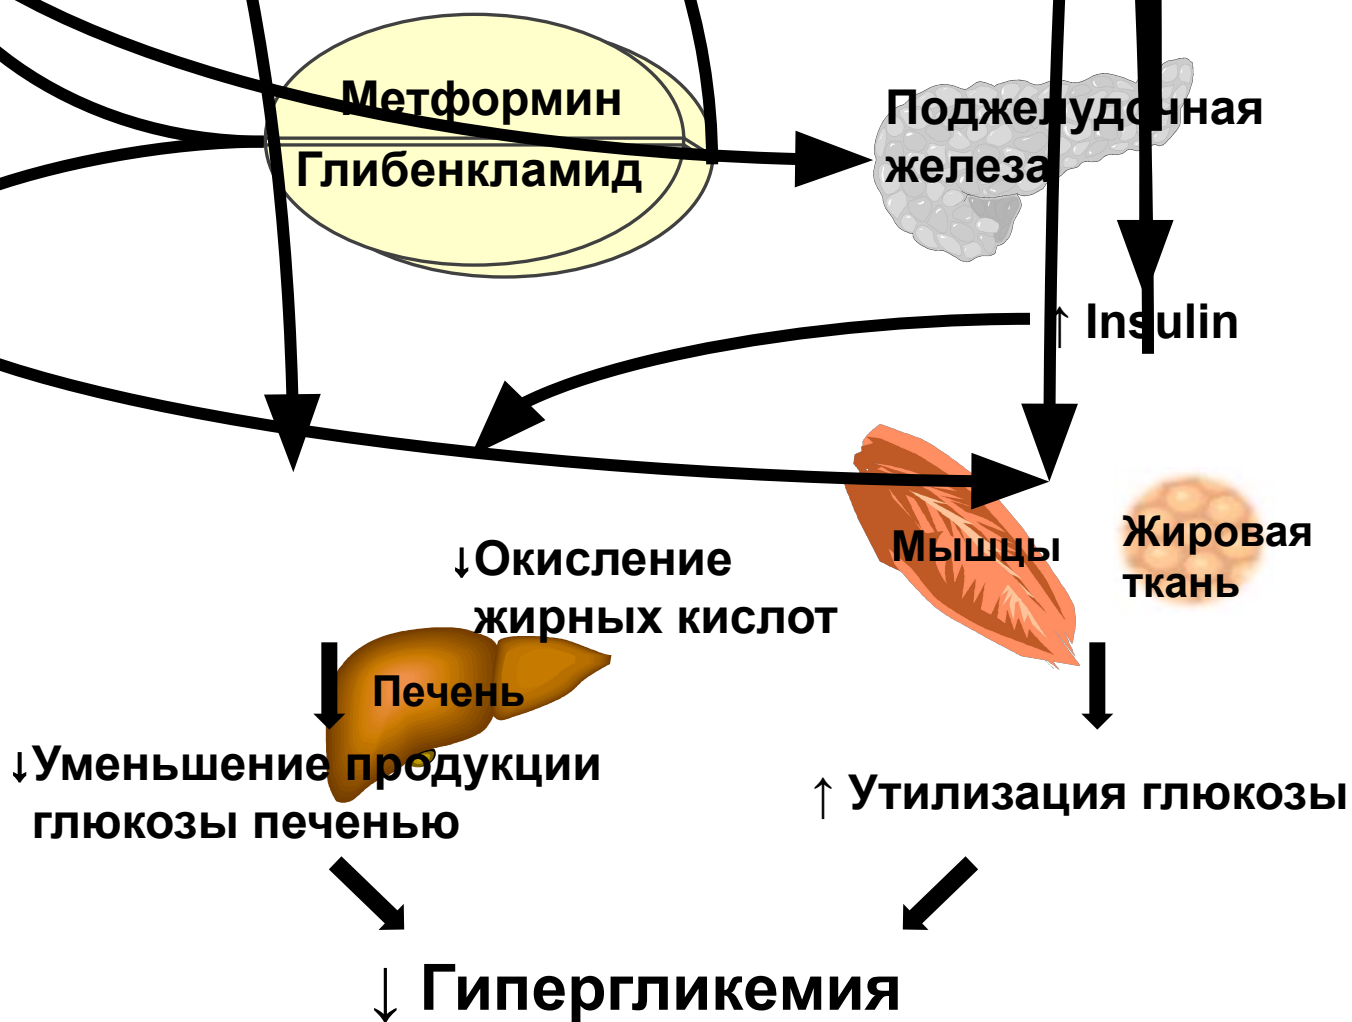 Метформин
Глибенкламид
Поджелудочная
железа
↑ Insulin
Мышцы
Жировая
ткань
↓Окисление
жирных кислот
Печень
↓Уменьшение продукции
глюкозы печенью
↑ Утилизация глюкозы
↓ Гипергликемия